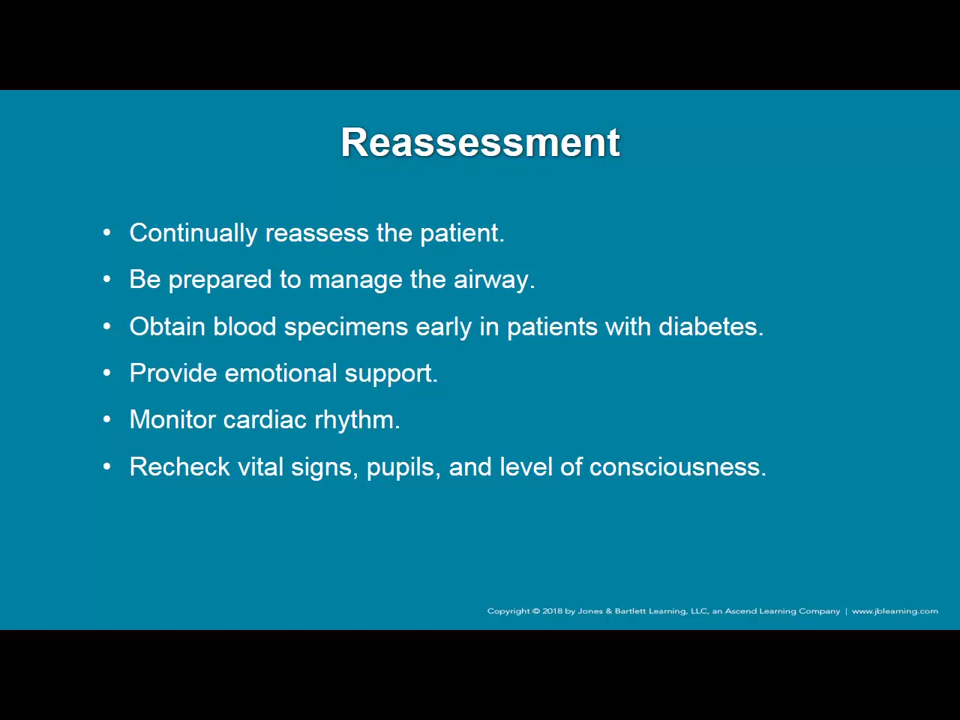 Reassessment
• Continually reassess the patient.
• Be prepared to manage the airway.
• Obtain blood specimens early in patients with diabetes.
• Provide emotional support.
• Monitor cardiac rhythm.
• Recheck vital signs, pupils, and level of consciousness.
Copyright © 2018 by Jones & Bartlett Learning, LLC, an Ascend Learning Company | www.jblearning.com